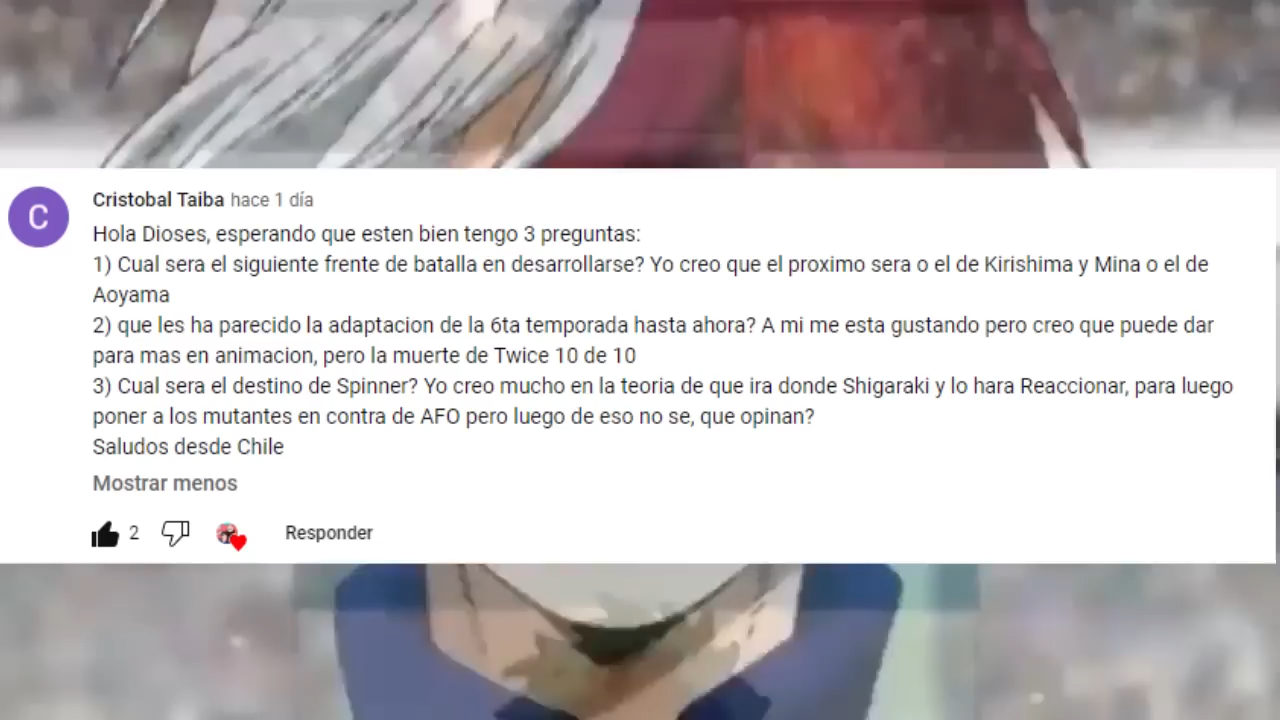 C
Cristobal Taiba hace 1 día
Hola Dioses, esperando que esten bien tengo 3 preguntas:
1) Cual sera el siguiente frente de batalla en desarrollarse? Yo creo que el proximo sera o el de Kirishima y Mina o el de
Aoyama
2) que les ha parecido la adaptacion de la 6ta temporada hasta ahora? A mi me esta gustando pero creo que puede dar
para mas en animacion, pero la muerte de Twice 10 de 10
3) Cual sera el destino de Spinner? Yo creo mucho en la teoria de que ira donde Shigaraki y lo hara Reaccionar, para luego
poner a los mutantes en contra de AFO pero luego de eso no se, que opinan?
Saludos desde Chile
Mostrar menos
2 Responder